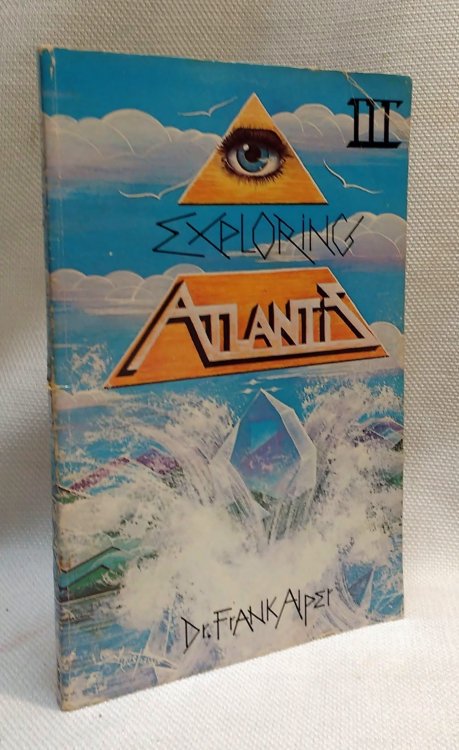 III
EXPLORING
ATLANTIS
Dr. FrANK Alper